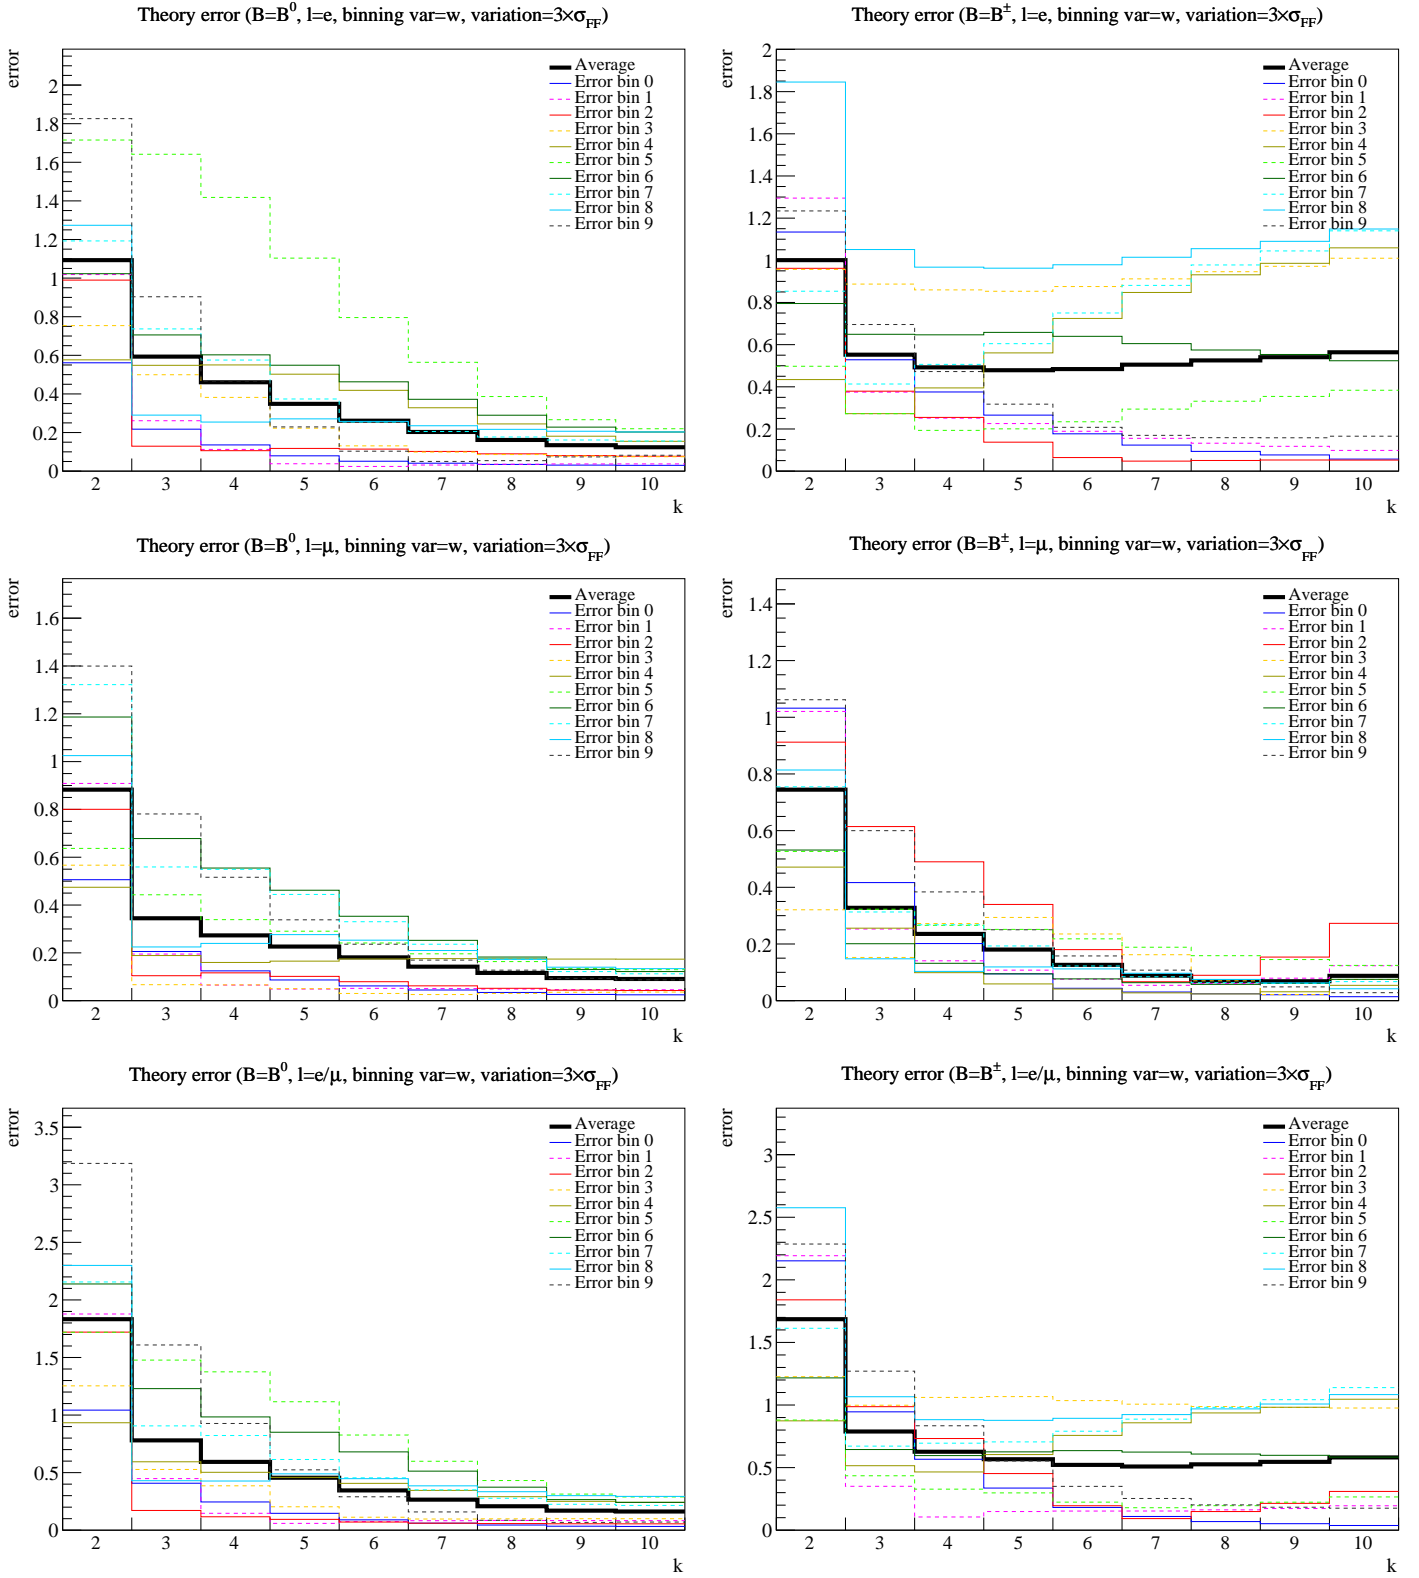 Theory error (B=B⁰, l=e, binning var=w, variation=3×σ_FF)
error
2
1.8
1.6
1.4
1.2
1
0.8
0.6
0.4
0.2
0
2 3 4 5 6 7 8 9 10
k
Average
Error bin 0
Error bin 1
Error bin 2
Error bin 3
Error bin 4
Error bin 5
Error bin 6
Error bin 7
Error bin 8
Error bin 9
Theory error (B=B±, l=e, binning var=w, variation=3×σ_FF)
error
2
1.8
1.6
1.4
1.2
1
0.8
0.6
0.4
0.2
0
2 3 4 5 6 7 8 9 10
k
Average
Error bin 0
Error bin 1
Error bin 2
Error bin 3
Error bin 4
Error bin 5
Error bin 6
Error bin 7
Error bin 8
Error bin 9
Theory error (B=B⁰, l=μ, binning var=w, variation=3×σ_FF)
error
1.6
1.4
1.2
1
0.8
0.6
0.4
0.2
0
2 3 4 5 6 7 8 9 10
k
Average
Error bin 0
Error bin 1
Error bin 2
Error bin 3
Error bin 4
Error bin 5
Error bin 6
Error bin 7
Error bin 8
Error bin 9
Theory error (B=B±, l=μ, binning var=w, variation=3×σ_FF)
error
1.4
1.2
1
0.8
0.6
0.4
0.2
0
2 3 4 5 6 7 8 9 10
k
Average
Error bin 0
Error bin 1
Error bin 2
Error bin 3
Error bin 4
Error bin 5
Error bin 6
Error bin 7
Error bin 8
Error bin 9
Theory error (B=B⁰, l=e/μ, binning var=w, variation=3×σ_FF)
error
3.5
3
2.5
2
1.5
1
0.5
0
2 3 4 5 6 7 8 9 10
k
Average
Error bin 0
Error bin 1
Error bin 2
Error bin 3
Error bin 4
Error bin 5
Error bin 6
Error bin 7
Error bin 8
Error bin 9
Theory error (B=B±, l=e/μ, binning var=w, variation=3×σ_FF)
error
3
2.5
2
1.5
1
0.5
0
2 3 4 5 6 7 8 9 10
k
Average
Error bin 0
Error bin 1
Error bin 2
Error bin 3
Error bin 4
Error bin 5
Error bin 6
Error bin 7
Error bin 8
Error bin 9